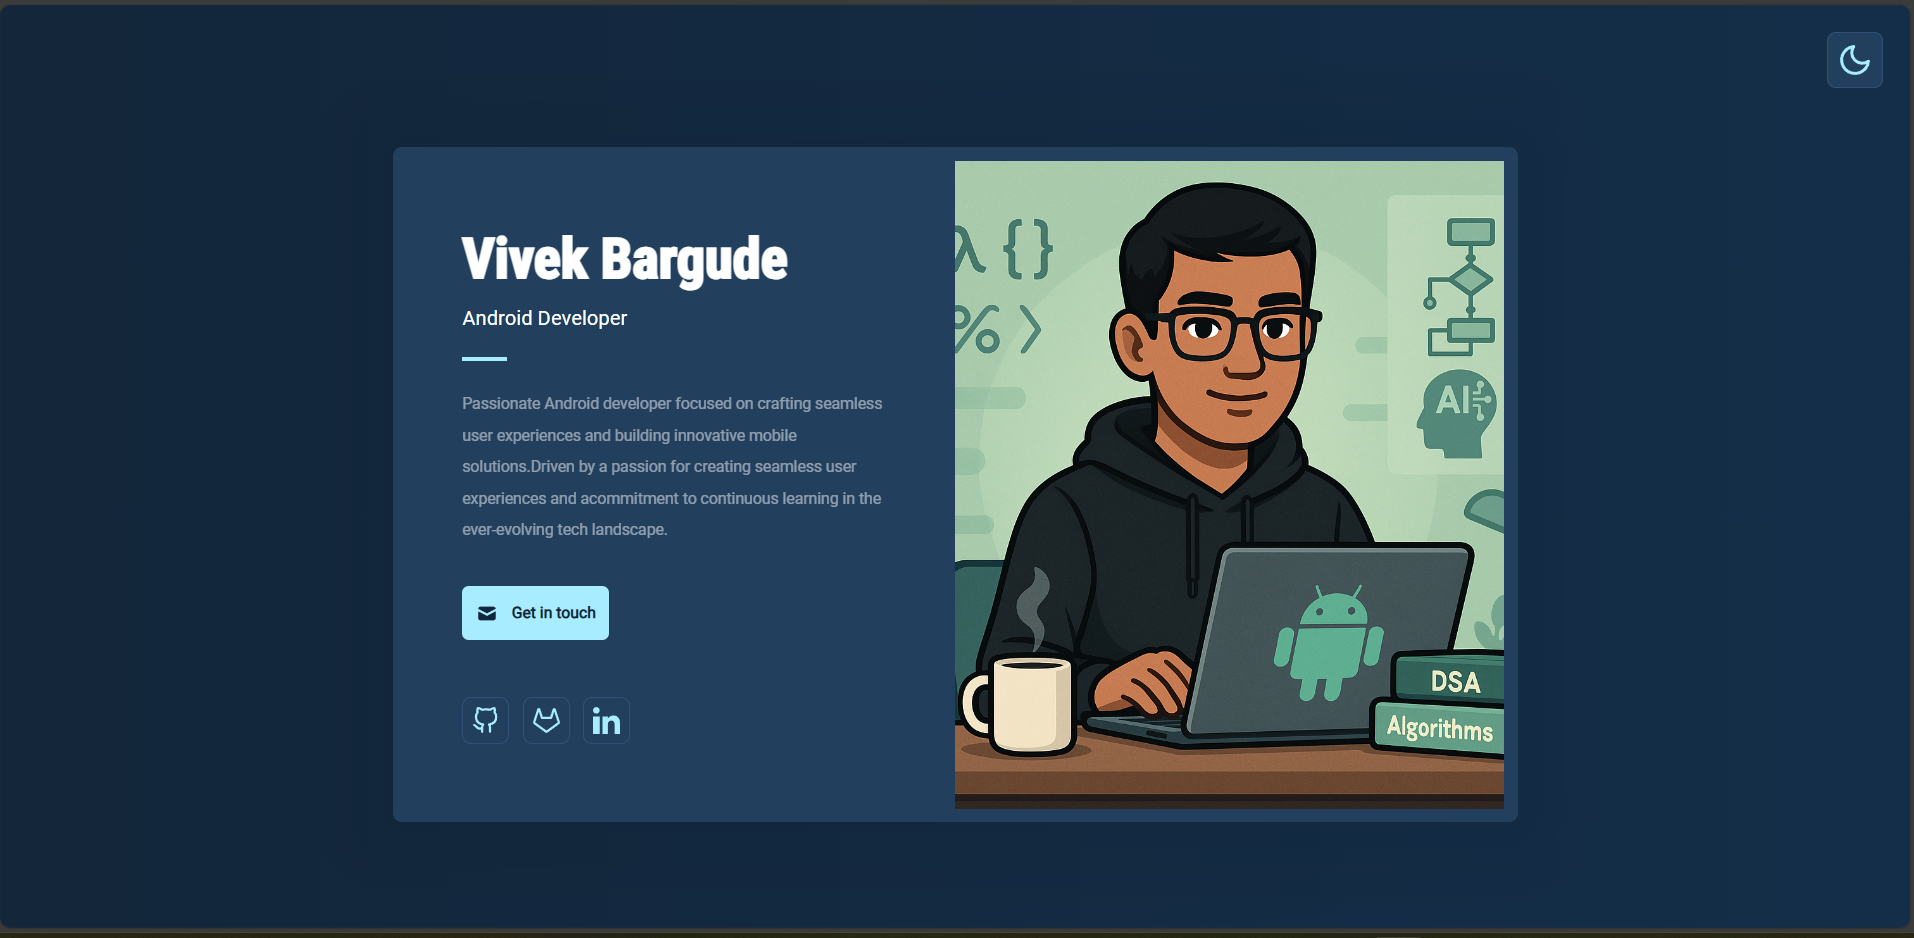 Vivek Bargude
Android Developer
Passionate Android developer focused on crafting seamless
user experiences and building innovative mobile
solutions.Driven by a passion for creating seamless user
experiences and acommitment to continuous learning in the
ever-evolving tech landscape.
Get in touch
in
λ {}
% >
AI
DSA
Algorithms